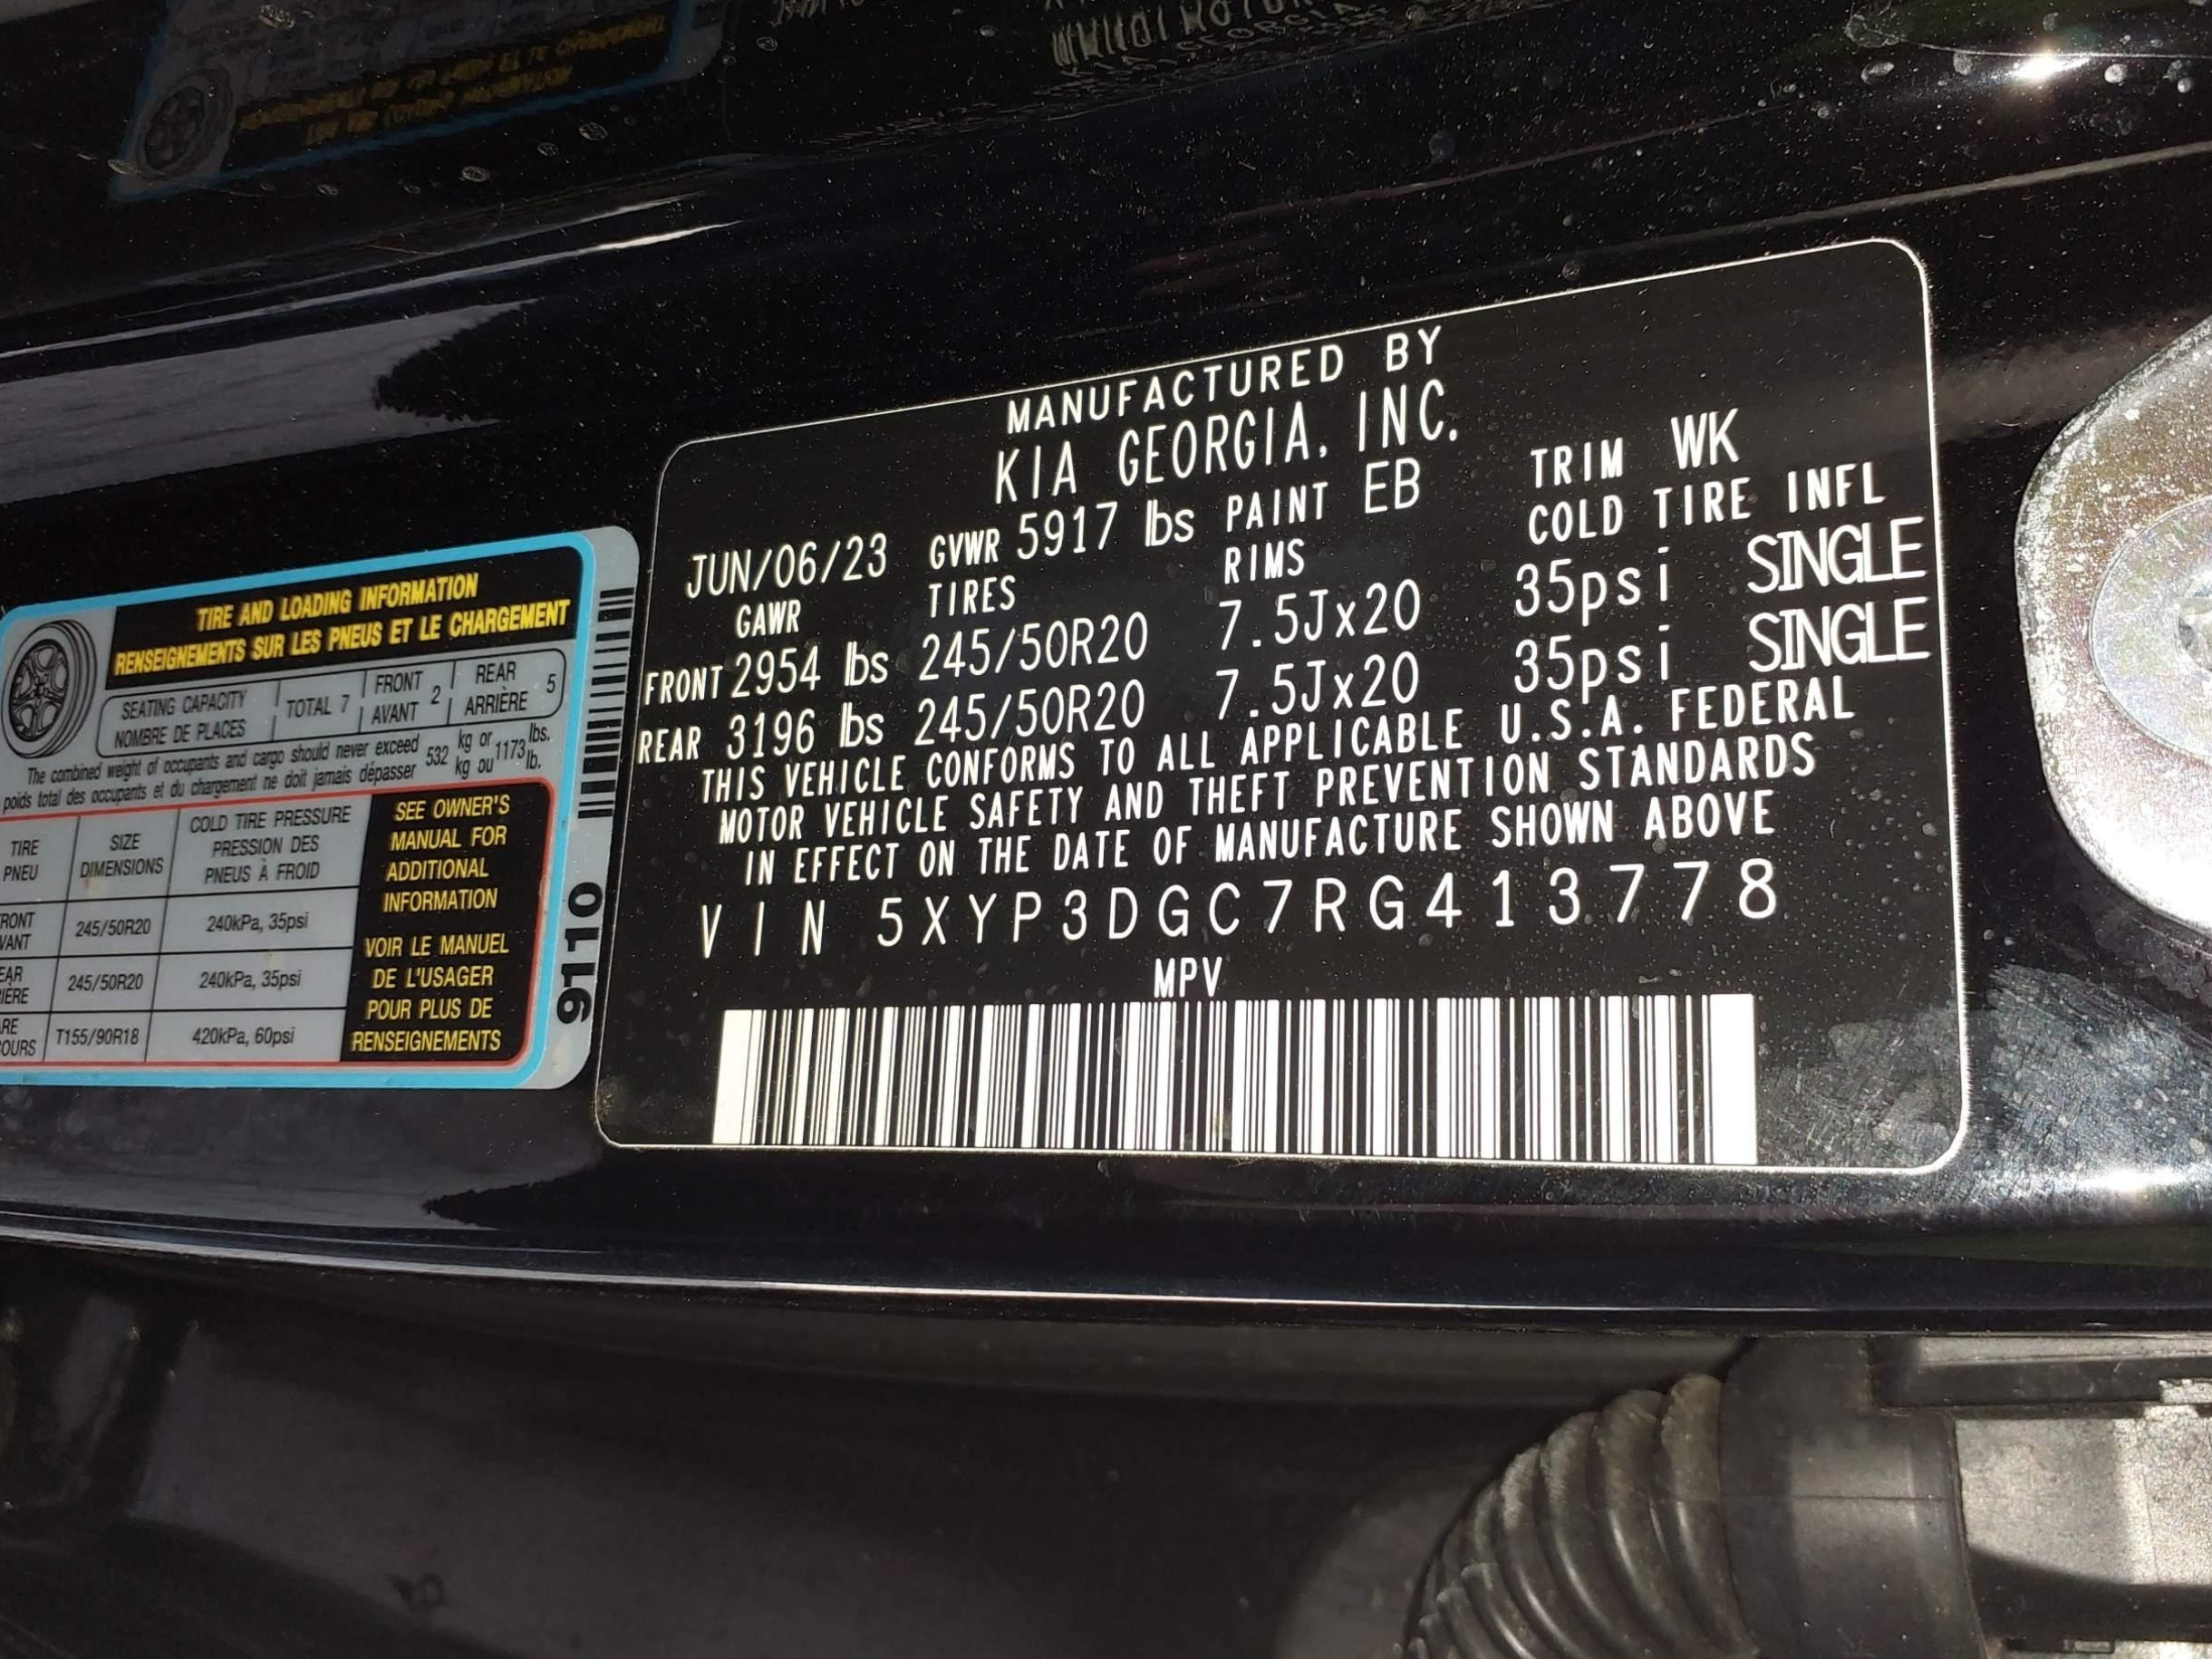 MANUFACTURED BY
KIA GEORGIA, INC.
JUN/06/23 GVWR 5917 lbs PAINT EB TRIM WK
GAWR TIRES RIMS COLD TIRE INFL
FRONT 2954 lbs 245/50R20 7.5Jx20 35psi SINGLE
REAR 3196 lbs 245/50R20 7.5Jx20 35psi SINGLE
THIS VEHICLE CONFORMS TO ALL APPLICABLE U.S.A. FEDERAL
MOTOR VEHICLE SAFETY AND THEFT PREVENTION STANDARDS
IN EFFECT ON THE DATE OF MANUFACTURE SHOWN ABOVE
VIN 5XYP3DGC7RG413778
MPV
TIRE AND LOADING INFORMATION
RENSEIGNEMENTS SUR LES PNEUS ET LE CHARGEMENT
SEATING CAPACITY
NOMBRE DE PLACES
TOTAL 7
FRONT
AVANT
2
REAR
ARRIÈRE
5
The combined weight of occupants and cargo should never exceed 532 kg or 1173 lbs.
poids total des occupants et du chargement ne doit jamais dépasser kg ou lb.
TIRE
PNEU
SIZE
DIMENSIONS
COLD TIRE PRESSURE
PRESSION DES
PNEUS À FROID
RONT
VANT
245/50R20
240kPa, 35psi
EAR
IÈRE
245/50R20
240kPa, 35psi
ARE
COURS
T155/90R18
420kPa, 60psi
SEE OWNER'S
MANUAL FOR
ADDITIONAL
INFORMATION
VOIR LE MANUEL
DE L'USAGER
POUR PLUS DE
RENSEIGNEMENTS
9110